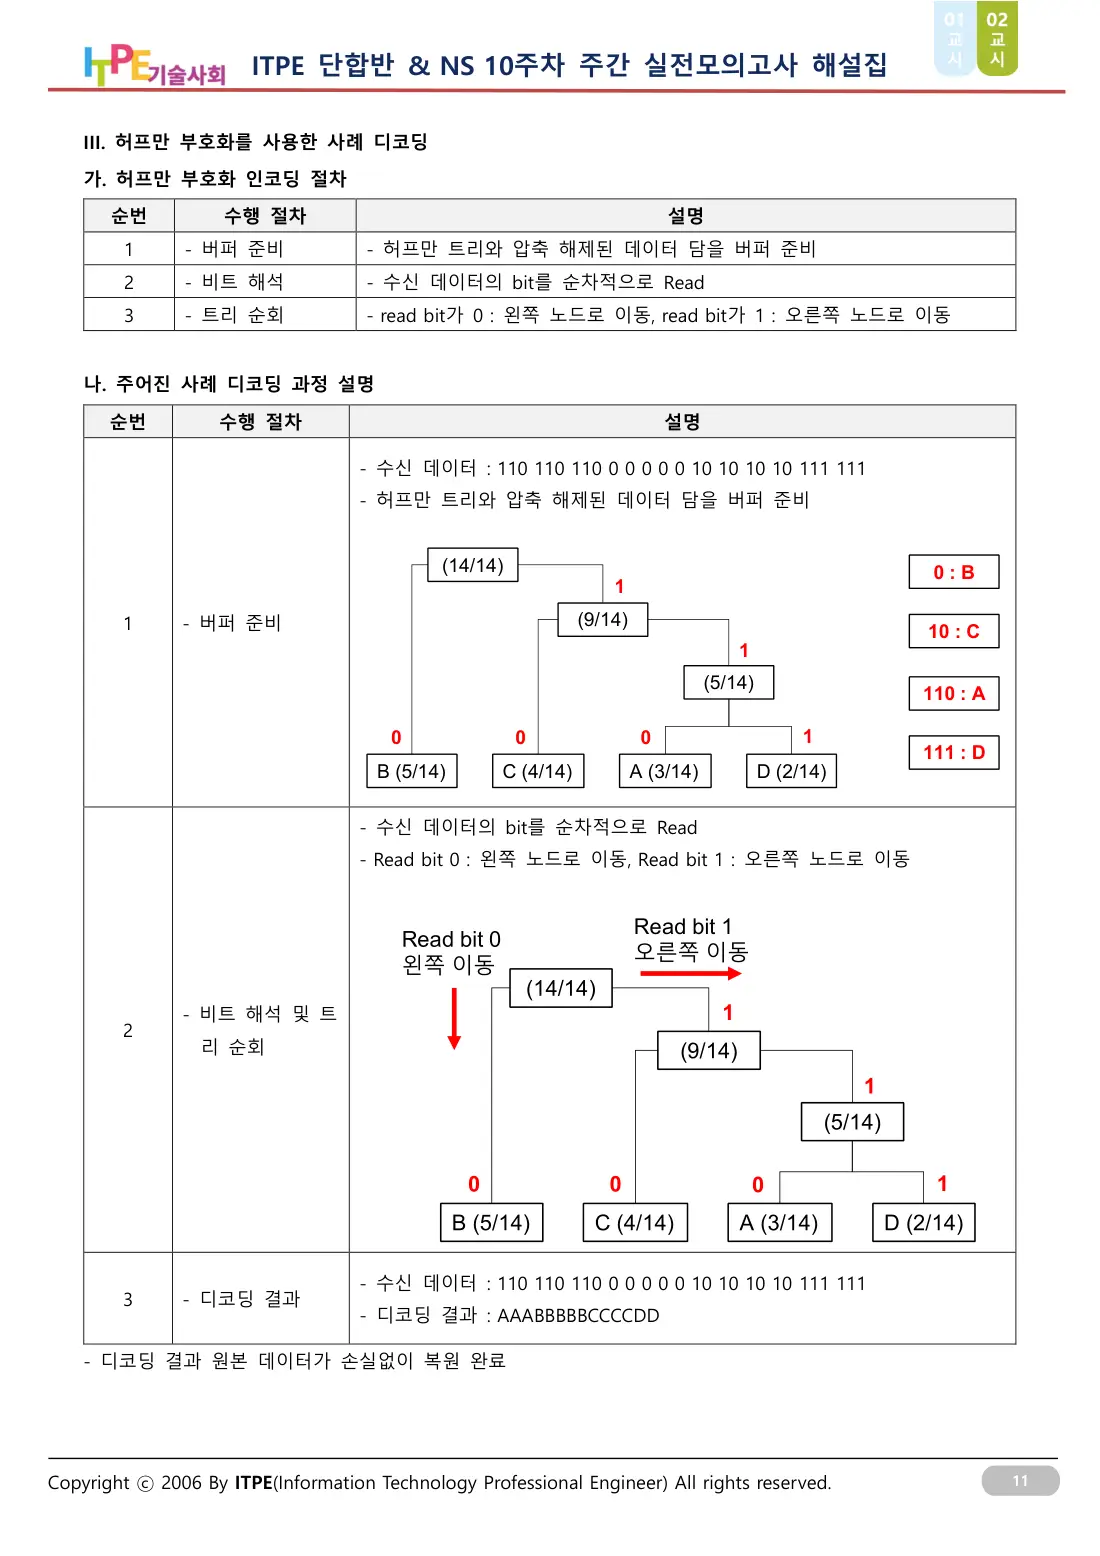 01
교
시
02
교
시
ITPE기술사회
ITPE 단합반 & NS 10주차 주간 실전모의고사 해설집
III. 허프만 부호화를 사용한 사례 디코딩
가. 허프만 부호화 인코딩 절차
순번 수행 절차 설명
1 - 버퍼 준비 - 허프만 트리와 압축 해제된 데이터 담을 버퍼 준비
2 - 비트 해석 - 수신 데이터의 bit를 순차적으로 Read
3 - 트리 순회 - read bit가 0 : 왼쪽 노드로 이동, read bit가 1 : 오른쪽 노드로 이동
나. 주어진 사례 디코딩 과정 설명
순번 수행 절차 설명
1 - 버퍼 준비
- 수신 데이터 : 110 110 110 0 0 0 0 0 10 10 10 10 111 111
- 허프만 트리와 압축 해제된 데이터 담을 버퍼 준비
(14/14)
1
(9/14)
1
(5/14)
0 0 0 1
B (5/14) C (4/14) A (3/14) D (2/14)
0 : B
10 : C
110 : A
111 : D
2 - 비트 해석 및 트
리 순회
- 수신 데이터의 bit를 순차적으로 Read
- Read bit 0 : 왼쪽 노드로 이동, Read bit 1 : 오른쪽 노드로 이동
Read bit 0
왼쪽 이동
Read bit 1
오른쪽 이동
(14/14)
1
(9/14)
1
(5/14)
0 0 0 1
B (5/14) C (4/14) A (3/14) D (2/14)
3 - 디코딩 결과
- 수신 데이터 : 110 110 110 0 0 0 0 0 10 10 10 10 111 111
- 디코딩 결과 : AAABBBBBCCCCDD
- 디코딩 결과 원본 데이터가 손실없이 복원 완료
Copyright ⓒ 2006 By ITPE(Information Technology Professional Engineer) All rights reserved.
11